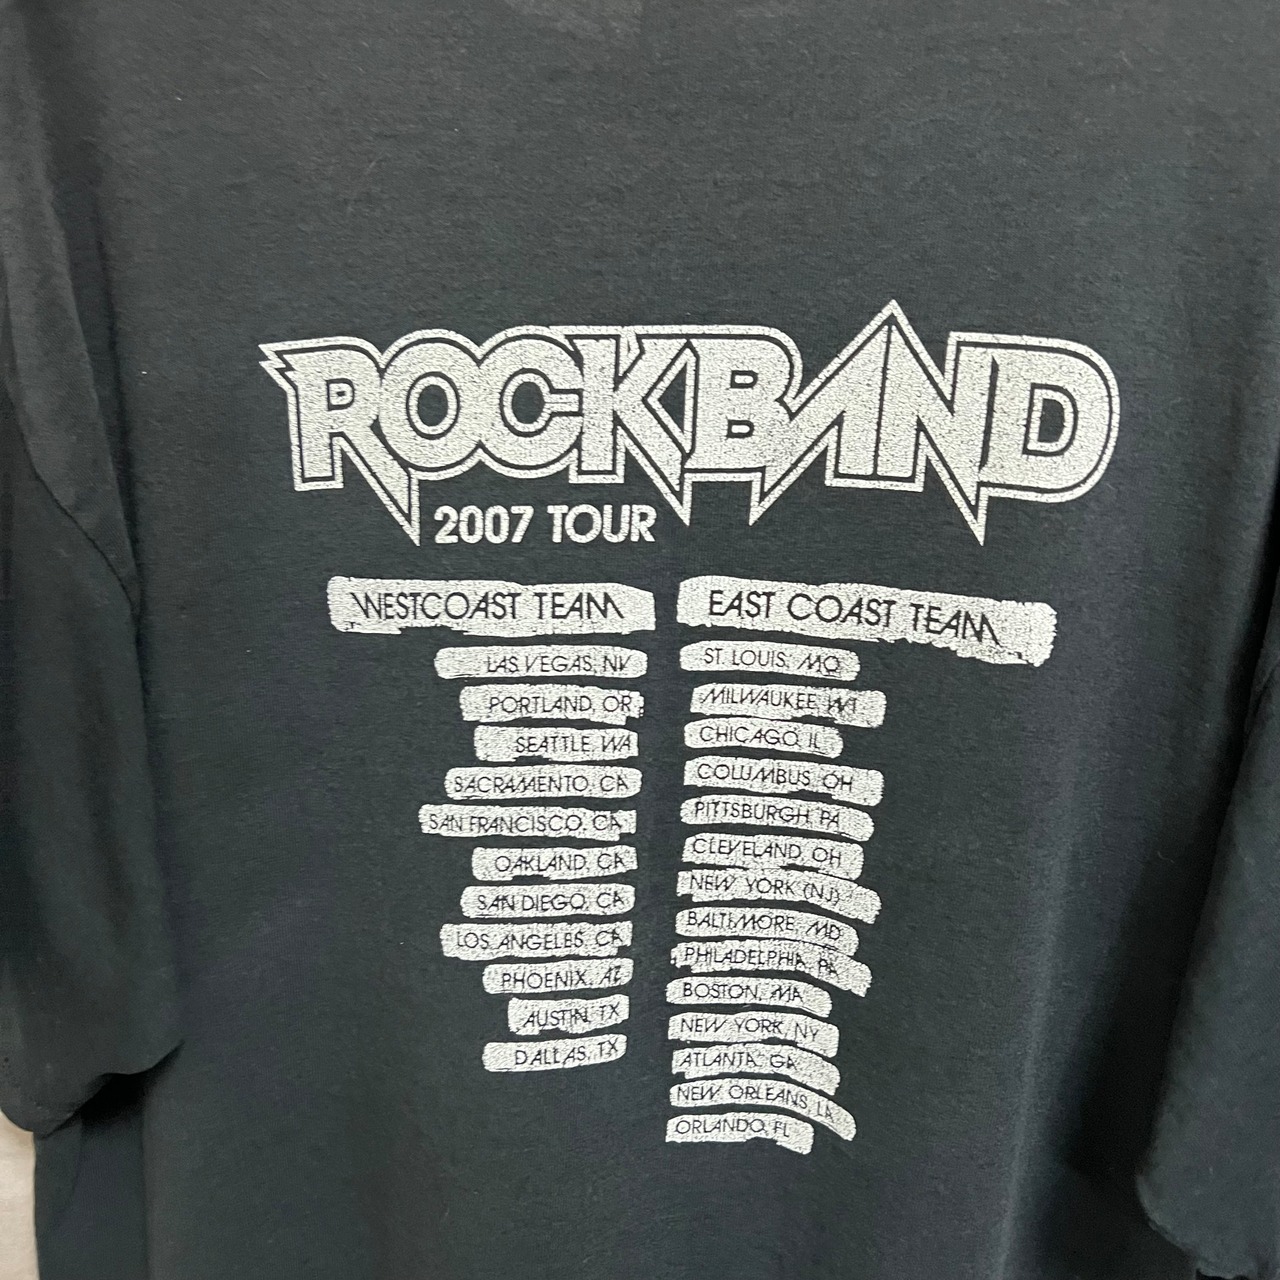 ROCKBAND
2007 TOUR
WESTCOAST TEAM
LAS VEGAS, NV
PORTLAND, OR
SEATTLE, WA
SACRAMENTO, CA
SAN FRANCISCO, CA
OAKLAND, CA
SAN DIEGO, CA
LOS ANGELES, CA
PHOENIX, AZ
AUSTIN, TX
DALLAS, TX
EAST COAST TEAM
ST. LOUIS, MO
MILWAUKEE, WI
CHICAGO, IL
COLUMBUS, OH
PITTSBURGH, PA
CLEVELAND, OH
NEW YORK (NJ)
BALTIMORE, MD
PHILADELPHIA, PA
BOSTON, MA
NEW YORK, NY
ATLANTA, GA
NEW ORLEANS, LA
ORLANDO, FL